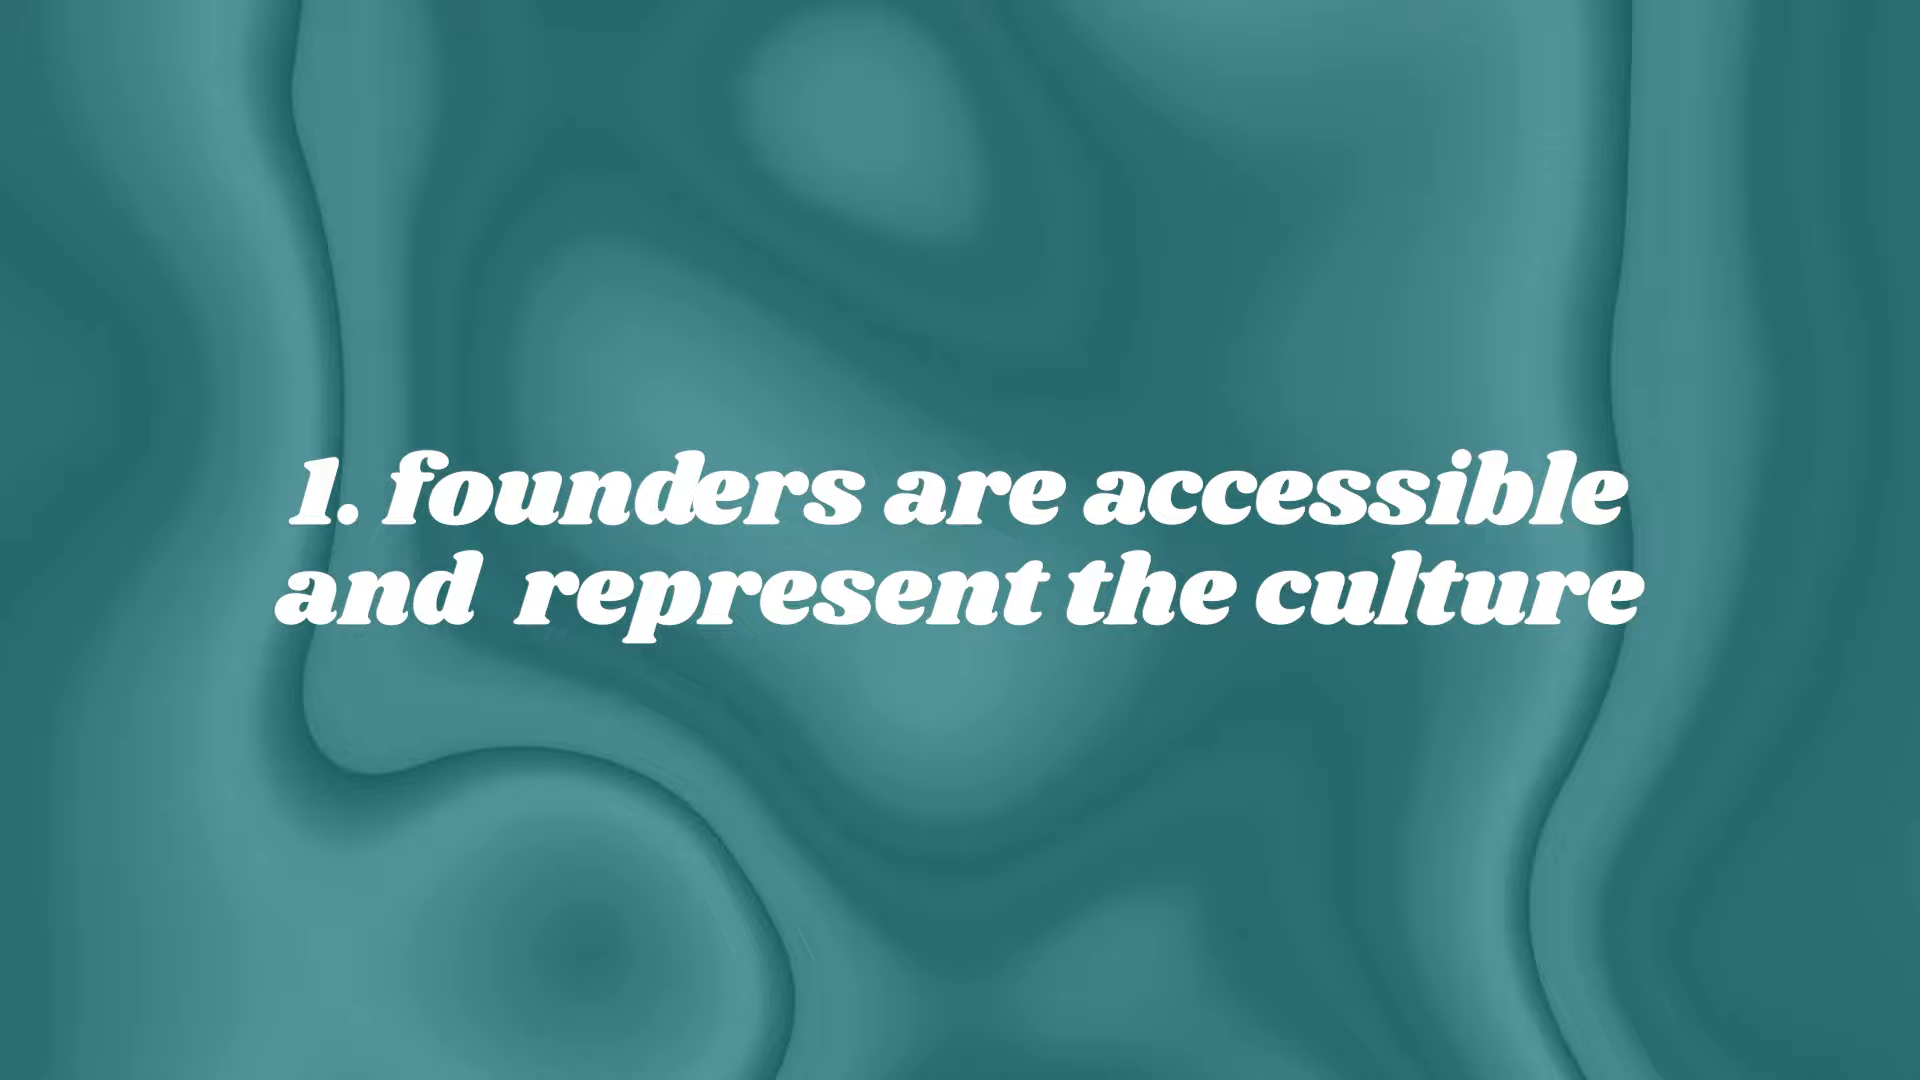 1. founders are accessible
and  represent the culture